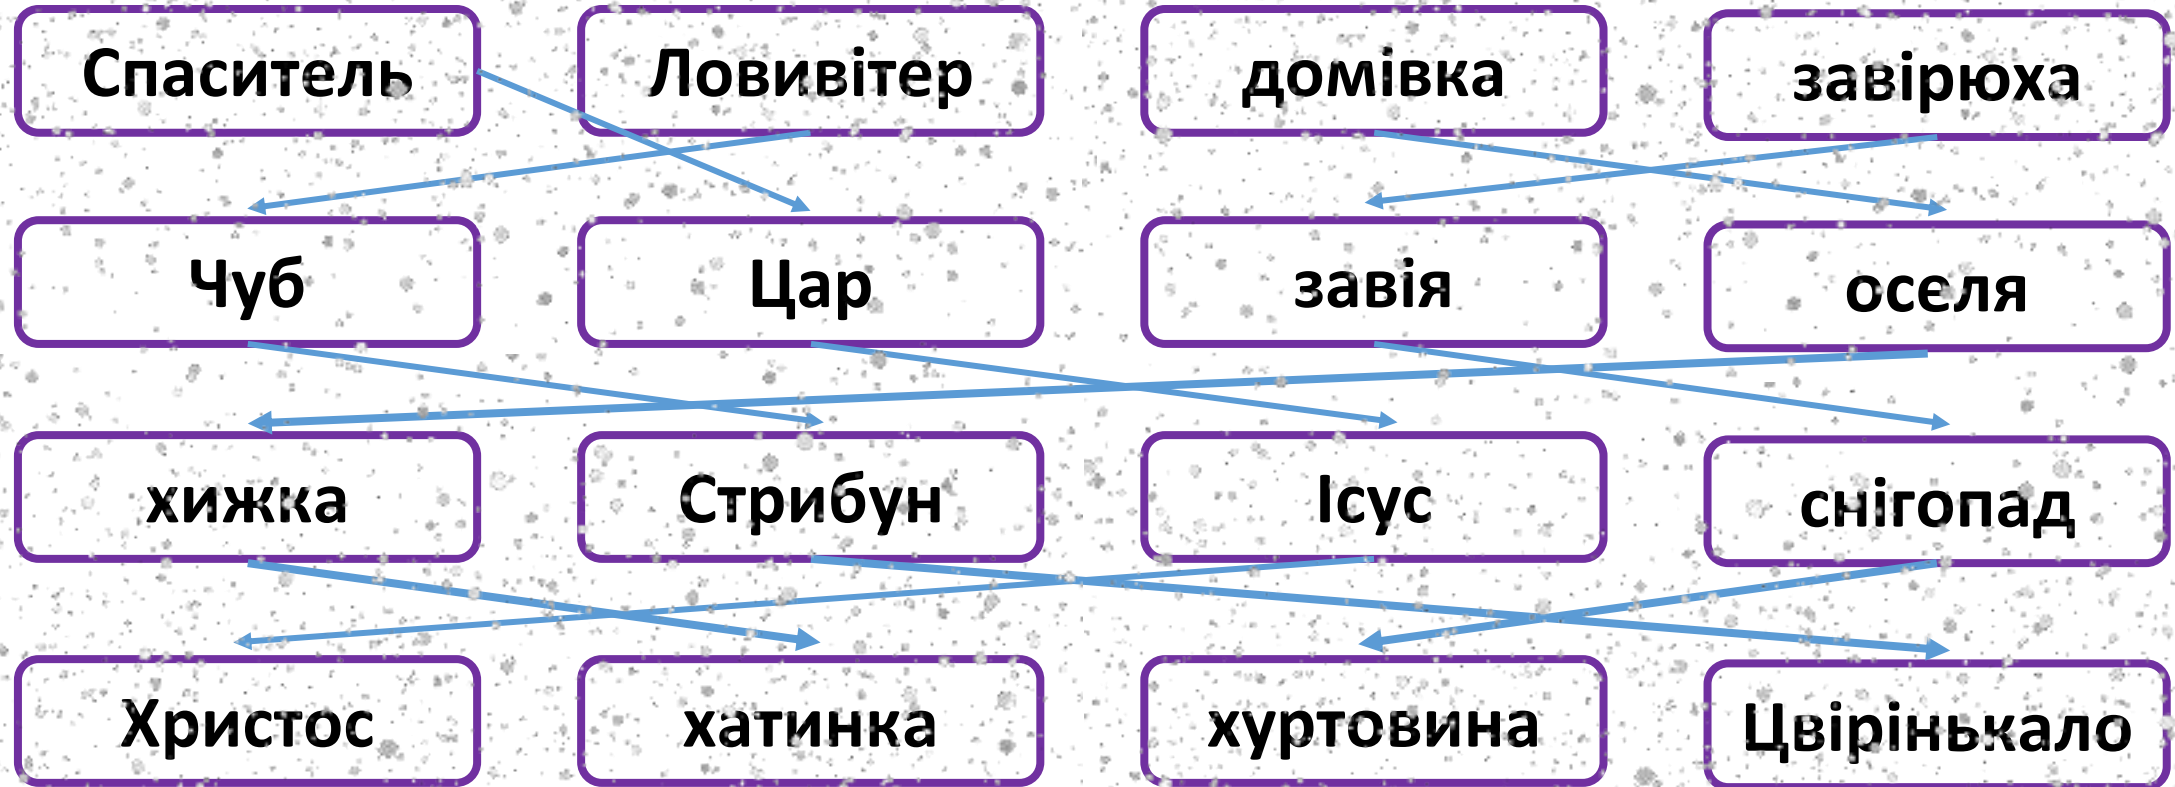 Спаситель
Ловивітер
домівка
завірюха
Чуб
Цар
завія
оселя
хижка
Стрибун
Ісус
снігопад
Христос
хатинка
хуртовина
Цвірінькало